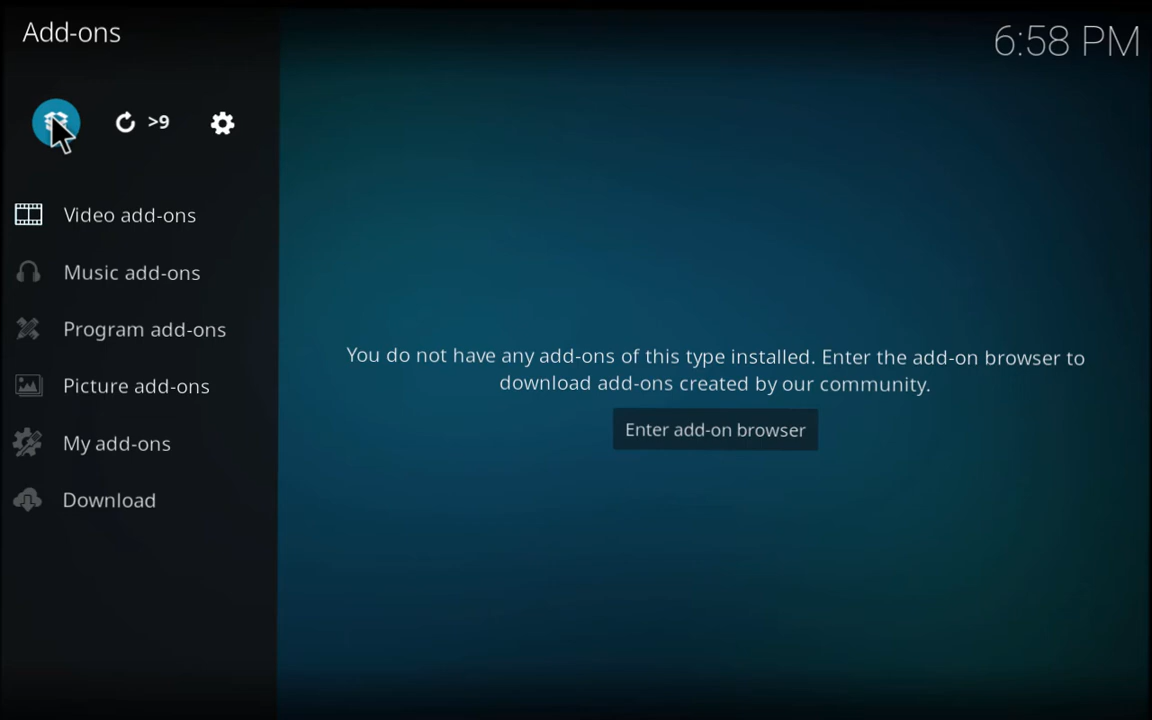 Add-ons
6:58 PM
>9
Video add-ons
Music add-ons
Program add-ons
Picture add-ons
My add-ons
Download
You do not have any add-ons of this type installed. Enter the add-on browser to
download add-ons created by our community.
Enter add-on browser